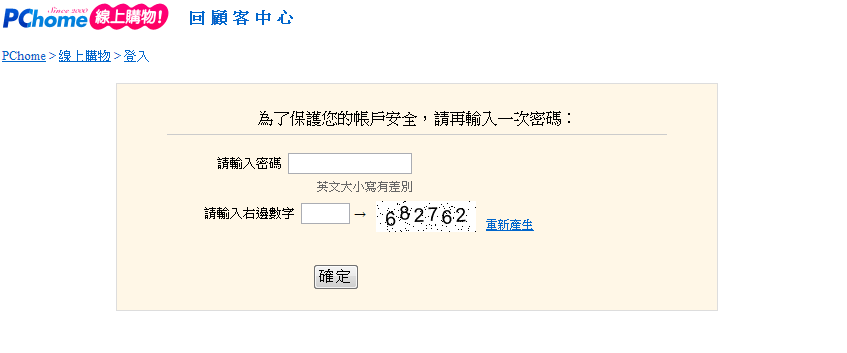 Since 2000
PChome 線上購物! 回顧客中心
PChome > 線上購物 > 登入
為了保護您的帳戶安全，請再輸入一次密碼：
請輸入密碼
英文大小寫有差別
請輸入右邊數字 → 682762 重新產生
確定